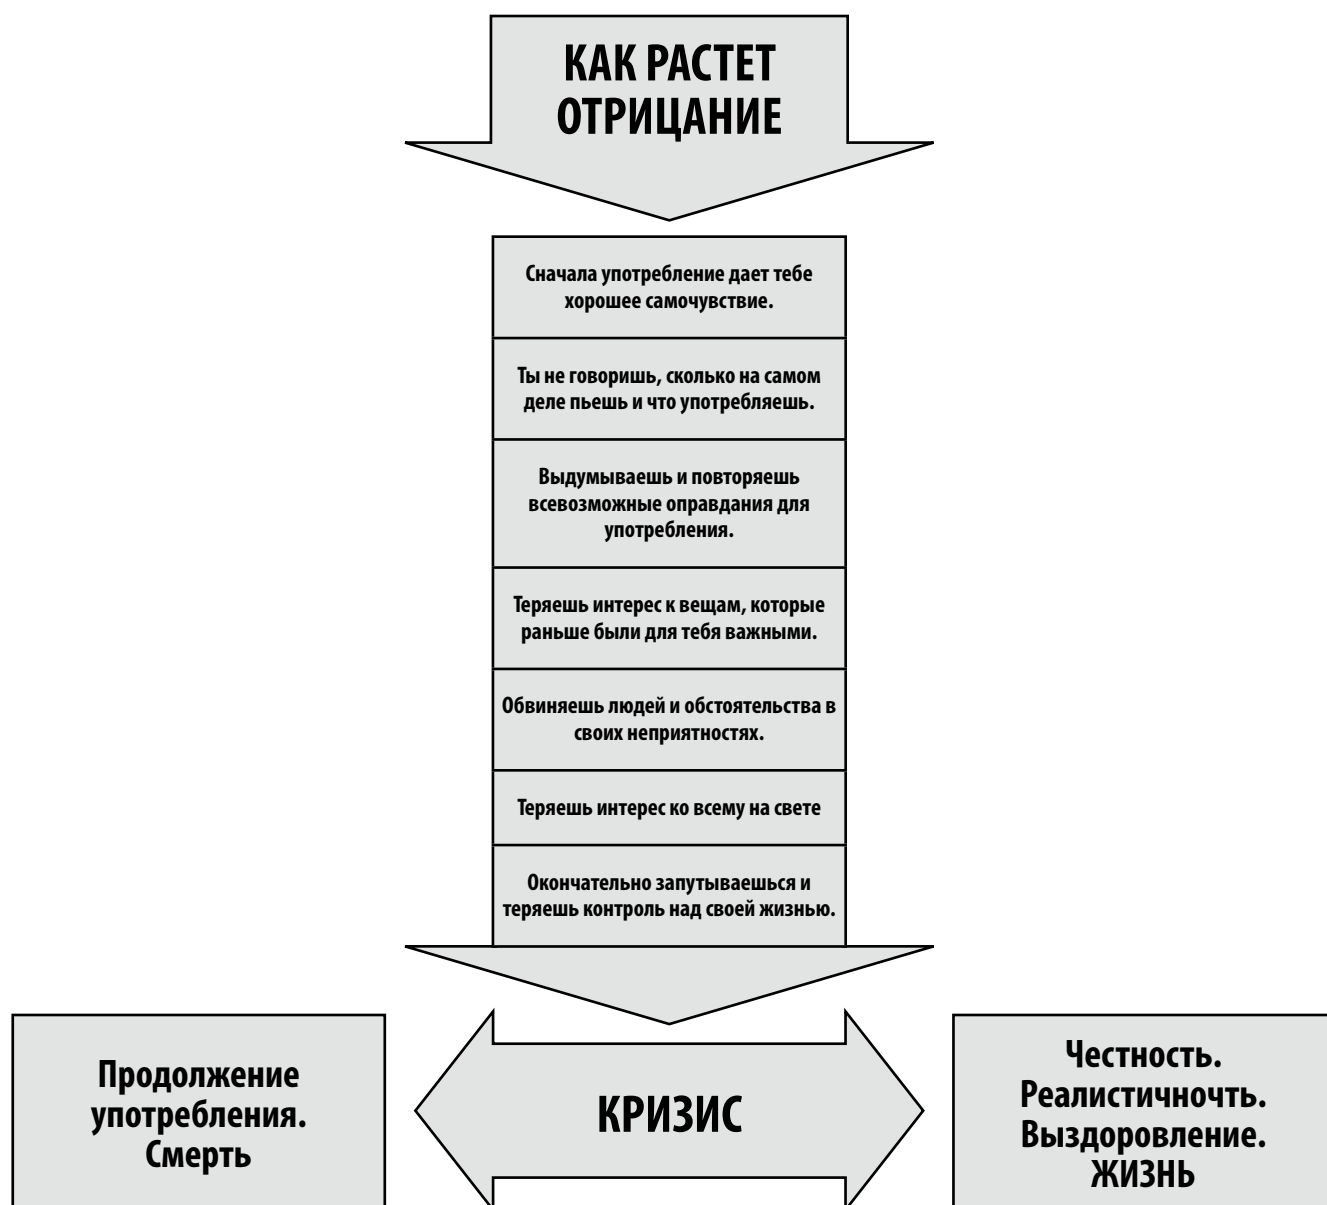 КАК РАСТЕТ
ОТРИЦАНИЕ
Сначала употребление дает тебе
хорошее самочувствие.
Ты не говоришь, сколько на самом
деле пьешь и что употребляешь.
Выдумываешь и повторяешь
всевозможные оправдания для
употребления.
Теряешь интерес к вещам, которые
раньше были для тебя важными.
Обвиняешь людей и обстоятельства в
своих неприятностях.
Теряешь интерес ко всему на свете
Окончательно запутываешься и
теряешь контроль над своей жизнью.
Продолжение
употребления.
Смерть
КРИЗИС
Честность.
Реалистичночть.
Выздоровление.
ЖИЗНЬ